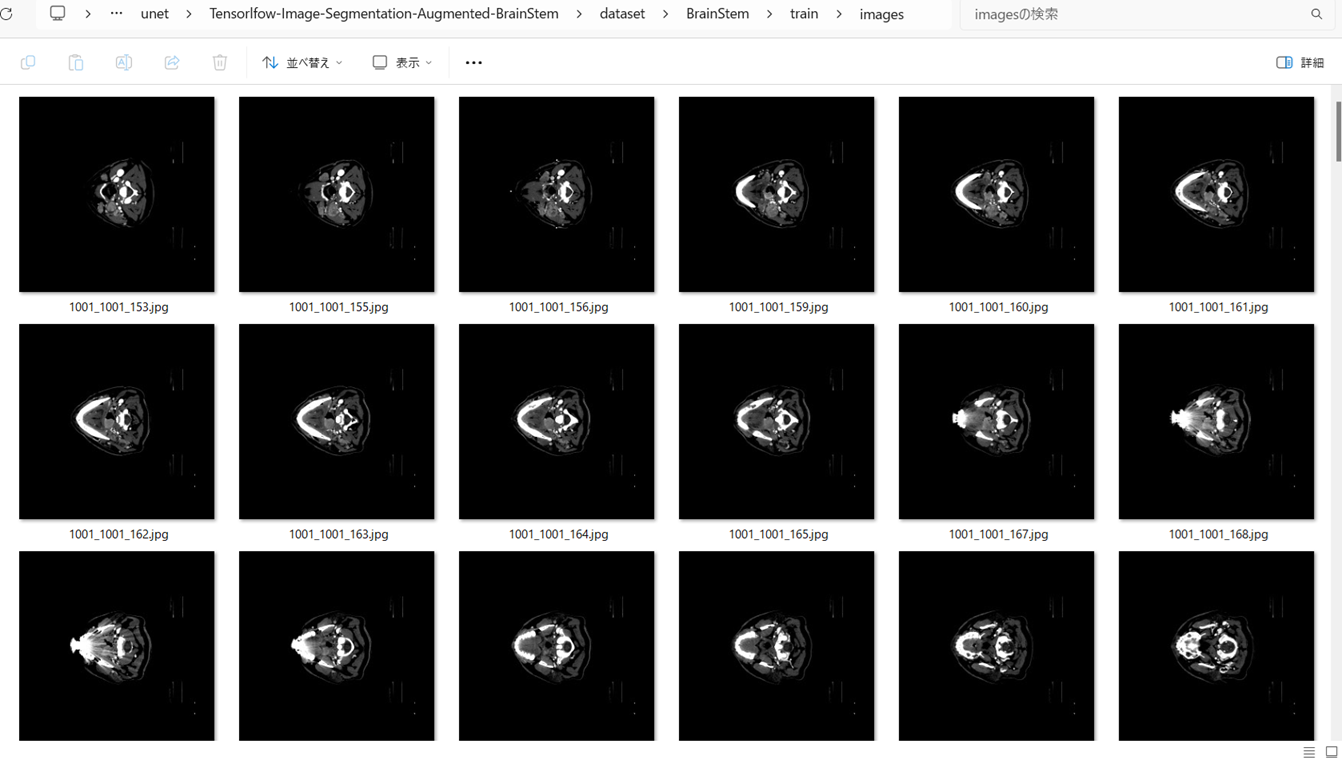 unet > Tensorlfow-Image-Segmentation-Augmented-BrainStem > dataset > BrainStem > train > images
imagesの検索
並べ替え 表示 詳細
1001_1001_153.jpg 1001_1001_155.jpg 1001_1001_156.jpg 1001_1001_159.jpg 1001_1001_160.jpg 1001_1001_161.jpg
1001_1001_162.jpg 1001_1001_163.jpg 1001_1001_164.jpg 1001_1001_165.jpg 1001_1001_167.jpg 1001_1001_168.jpg